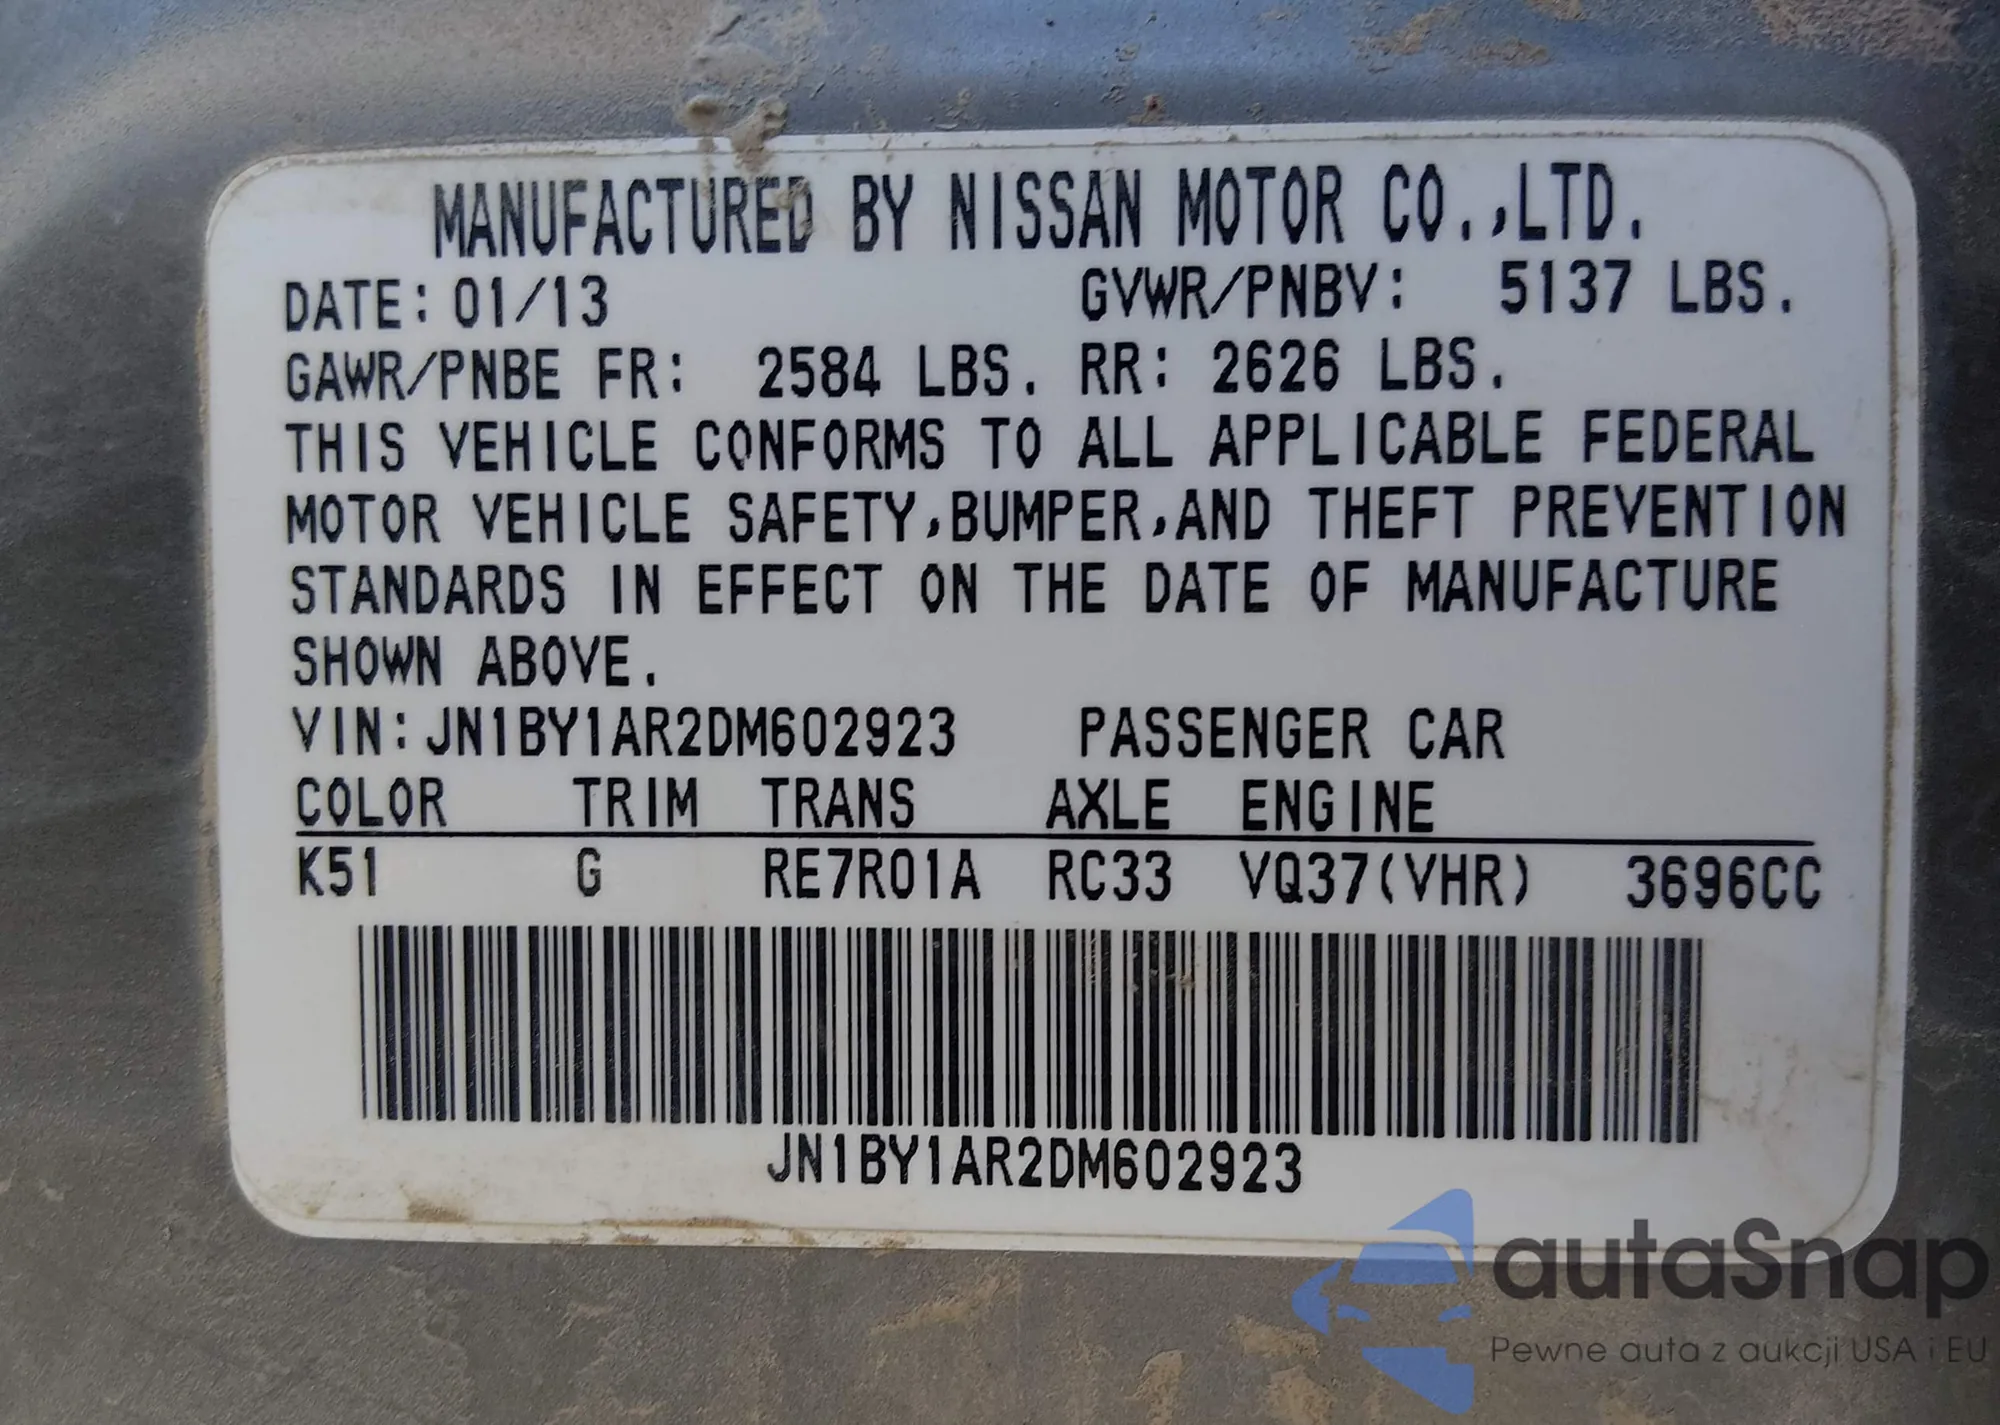 MANUFACTURED BY NISSAN MOTOR CO.,LTD.
DATE: 01/13 GVWR/PNBV: 5137 LBS.
GAWR/PNBE FR: 2584 LBS. RR: 2626 LBS.
THIS VEHICLE CONFORMS TO ALL APPLICABLE FEDERAL
MOTOR VEHICLE SAFETY,BUMPER,AND THEFT PREVENTION
STANDARDS IN EFFECT ON THE DATE OF MANUFACTURE
SHOWN ABOVE.
VIN: JN1BY1AR2DM602923 PASSENGER CAR
COLOR TRIM TRANS AXLE ENGINE
K51 G RE7R01A RC33 VQ37(VHR) 3696CC
JN1BY1AR2DM602923
autaSnap
Pewne auta z aukcji USA i EU